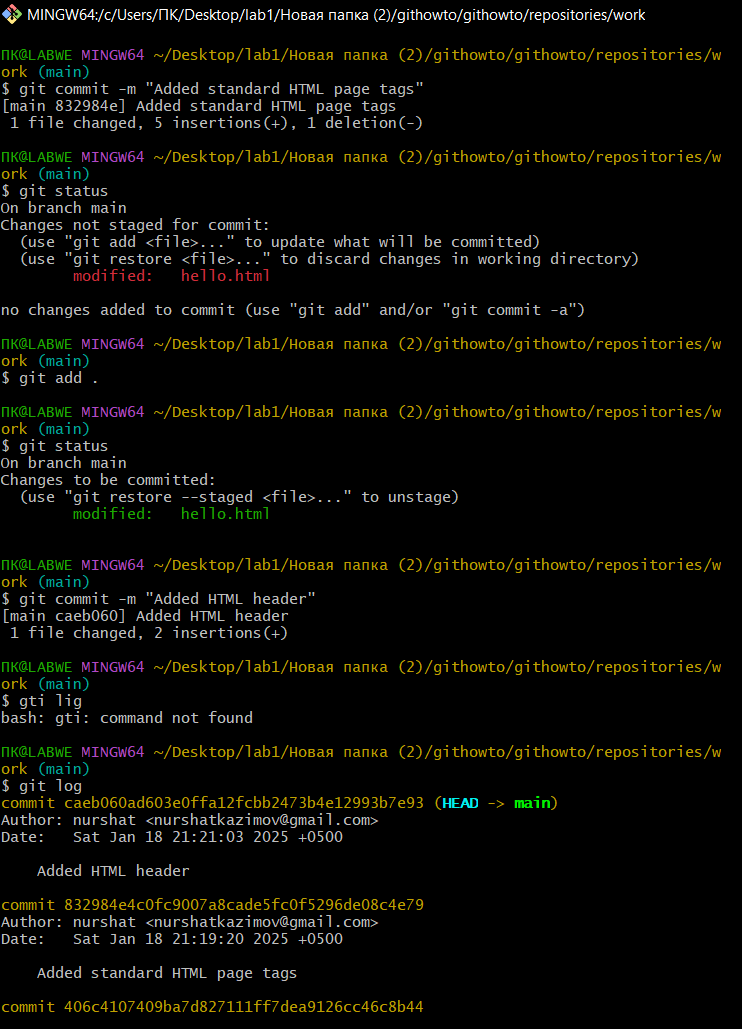 MINGW64:/c/Users/ПК/Desktop/lab1/Новая папка (2)/githowto/githowto/repositories/work
ПК@LABWE MINGW64 ~/Desktop/lab1/Новая папка (2)/githowto/githowto/repositories/w
ork (main)
$ git commit -m "Added standard HTML page tags"
[main 832984e] Added standard HTML page tags
 1 file changed, 5 insertions(+), 1 deletion(-)

ПК@LABWE MINGW64 ~/Desktop/lab1/Новая папка (2)/githowto/githowto/repositories/w
ork (main)
$ git status
On branch main
Changes not staged for commit:
  (use "git add <file>..." to update what will be committed)
  (use "git restore <file>..." to discard changes in working directory)
        modified:   hello.html

no changes added to commit (use "git add" and/or "git commit -a")

ПК@LABWE MINGW64 ~/Desktop/lab1/Новая папка (2)/githowto/githowto/repositories/w
ork (main)
$ git add .

ПК@LABWE MINGW64 ~/Desktop/lab1/Новая папка (2)/githowto/githowto/repositories/w
ork (main)
$ git status
On branch main
Changes to be committed:
  (use "git restore --staged <file>..." to unstage)
        modified:   hello.html

ПК@LABWE MINGW64 ~/Desktop/lab1/Новая папка (2)/githowto/githowto/repositories/w
ork (main)
$ git commit -m "Added HTML header"
[main caeb060] Added HTML header
 1 file changed, 2 insertions(+)

ПК@LABWE MINGW64 ~/Desktop/lab1/Новая папка (2)/githowto/githowto/repositories/w
ork (main)
$ gti lig
bash: gti: command not found

ПК@LABWE MINGW64 ~/Desktop/lab1/Новая папка (2)/githowto/githowto/repositories/w
ork (main)
$ git log
commit caeb060ad603e0ffa12fcbb2473b4e12993b7e93 (HEAD -> main)
Author: nurshat <nurshatkazimov@gmail.com>
Date:   Sat Jan 18 21:21:03 2025 +0500

    Added HTML header

commit 832984e4c0fc9007a8cade5fc0f5296de08c4e79
Author: nurshat <nurshatkazimov@gmail.com>
Date:   Sat Jan 18 21:19:20 2025 +0500

    Added standard HTML page tags

commit 406c4107409ba7d827111ff7dea9126cc46c8b44